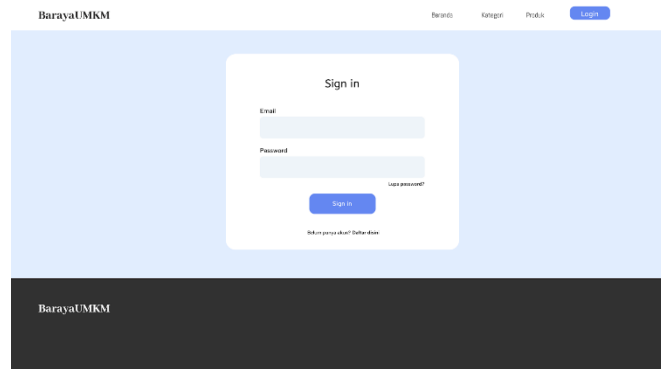 BarayaUMKM
Beranda Kategori Produk Login
Sign in
Email
Password
Lupa password?
Sign in
Belum punya akun? Daftar disini
BarayaUMKM